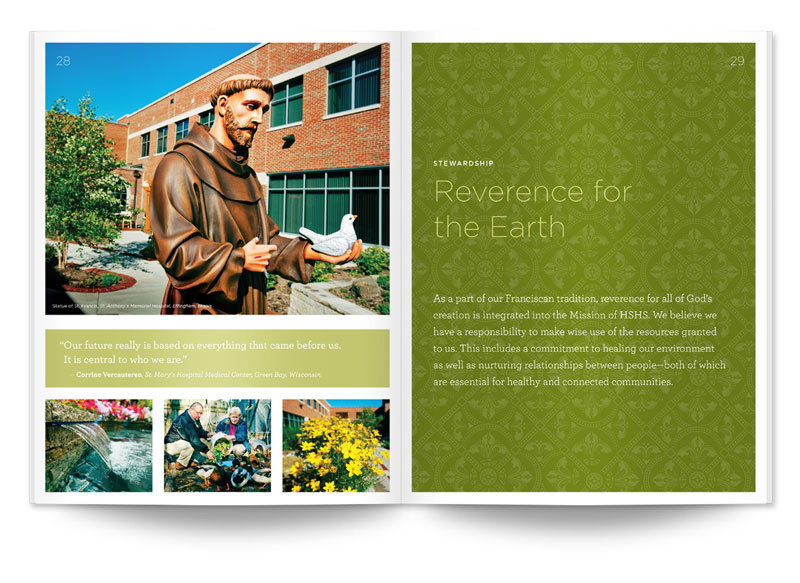 28
Statue of St. Francis, St. Anthony's Memorial Hospital, Effingham, Illinois
“Our future really is based on everything that came before us.
It is central to who we are.”
— Corrine Vercauteren, St. Mary's Hospital Medical Center, Green Bay, Wisconsin
29
STEWARDSHIP
Reverence for
the Earth
As a part of our Franciscan tradition, reverence for all of God's
creation is integrated into the Mission of HSHS. We believe we
have a responsibility to make wise use of the resources granted
to us. This includes a commitment to healing our environment
as well as nurturing relationships between people—both of which
are essential for healthy and connected communities.